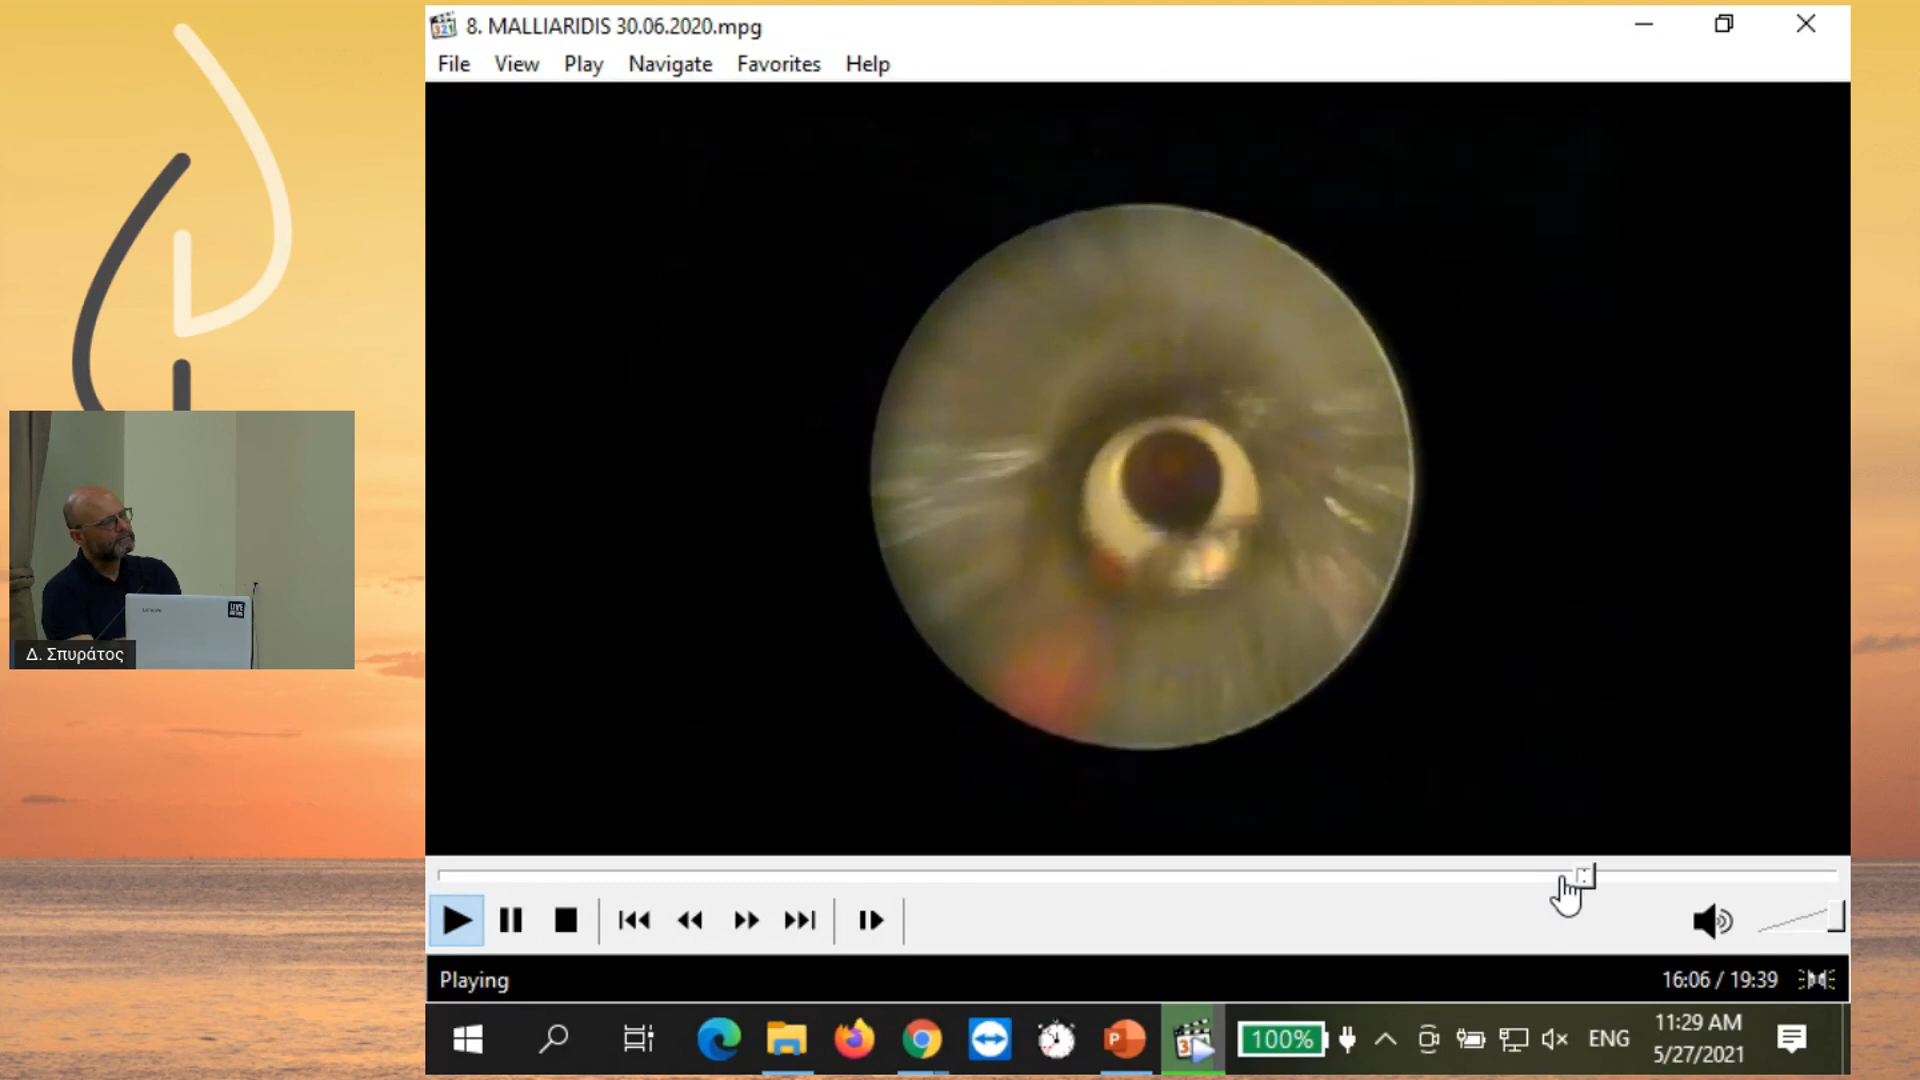 8. MALLIARIDIS 30.06.2020.mpg
File View Play Navigate Favorites Help
Δ. Σπυράτος
Playing
16:06 / 19:39
100%
ENG
11:29 AM
5/27/2021